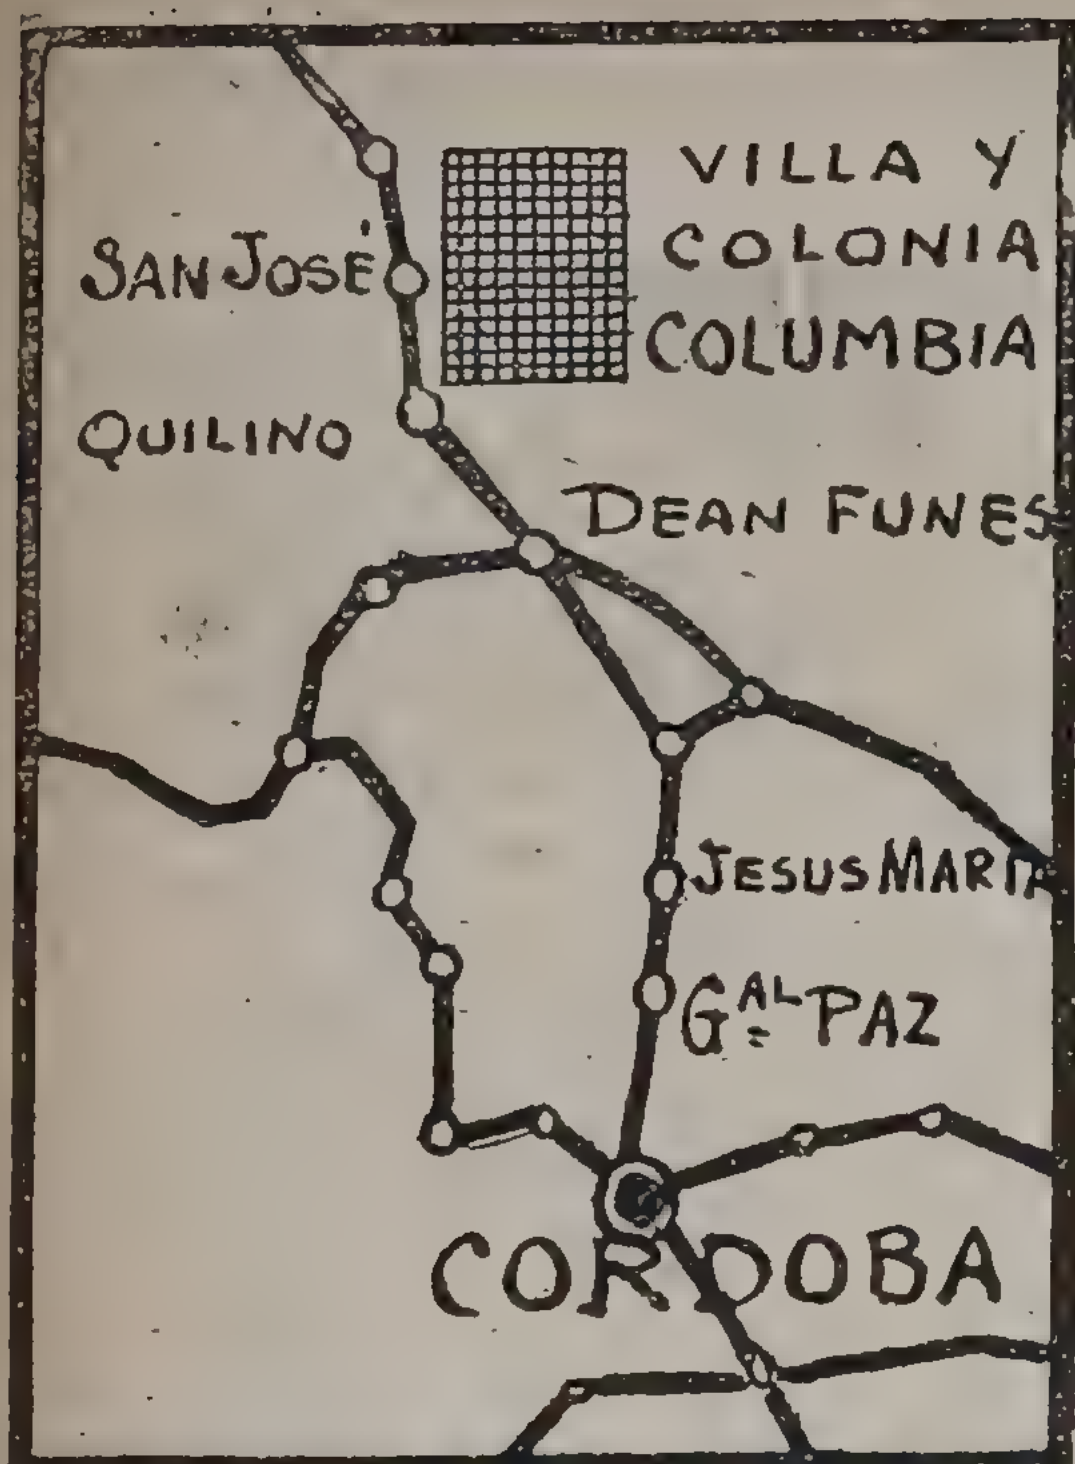 VILLA Y
COLONIA
COLUMBIA
SAN JOSÉ
QUILINO
DEAN FUNES
JESUS MARIA
GAL PAZ
CORDOBA